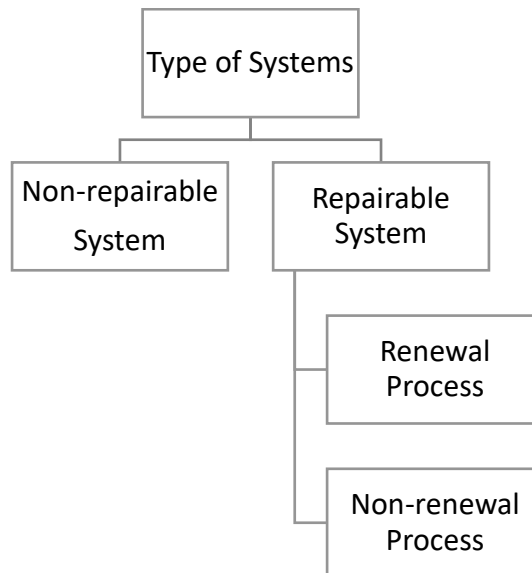 Type of Systems
Non-repairable
System
Repairable
System
Renewal
Process
Non-renewal
Process